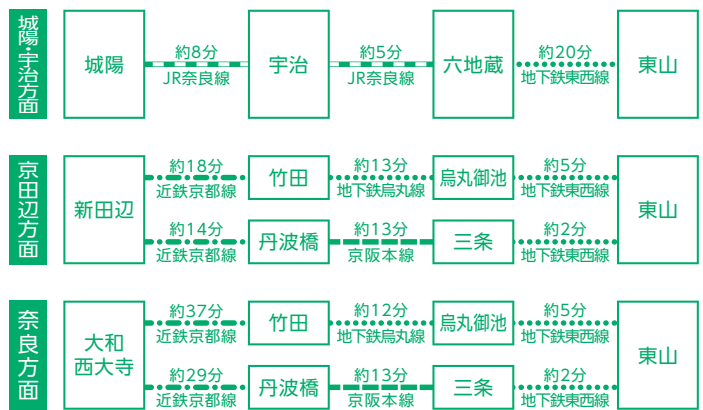 城陽・宇治方面
城陽
約8分
JR奈良線
宇治
約5分
JR奈良線
六地蔵
約20分
地下鉄東西線
東山
京田辺方面
新田辺
約18分
近鉄京都線
竹田
約13分
地下鉄烏丸線
烏丸御池
約5分
地下鉄東西線
約14分
近鉄京都線
丹波橋
約13分
京阪本線
三条
約2分
地下鉄東西線
東山
奈良方面
大和
西大寺
約37分
近鉄京都線
竹田
約12分
地下鉄烏丸線
烏丸御池
約5分
地下鉄東西線
約29分
近鉄京都線
丹波橋
約13分
京阪本線
三条
約2分
地下鉄東西線
東山